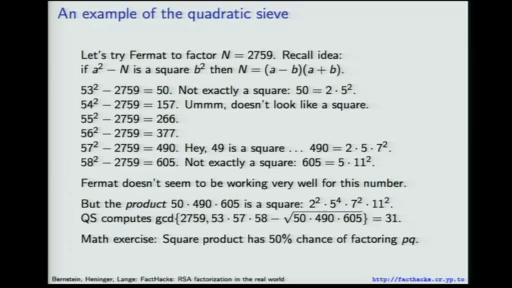 An example of the quadratic sieve
Let's try Fermat to factor N = 2759. Recall idea:
if a² − N is a square b² then N = (a − b)(a + b).
53² − 2759 = 50. Not exactly a square: 50 = 2 · 5².
54² − 2759 = 157. Ummm, doesn't look like a square.
55² − 2759 = 266.
56² − 2759 = 377.
57² − 2759 = 490. Hey, 49 is a square … 490 = 2 · 5 · 7².
58² − 2759 = 605. Not exactly a square: 605 = 5 · 11².
Fermat doesn't seem to be working very well for this number.
But the product 50 · 490 · 605 is a square: 2² · 5⁴ · 7² · 11².
QS computes gcd{2759, 53 · 57 · 58 − √50 · 490 · 605} = 31.
Math exercise: Square product has 50% chance of factoring pq.
Bernstein, Heninger, Lange: FactHacks: RSA factorization in the real world
http://facthacks.cr.yp.to